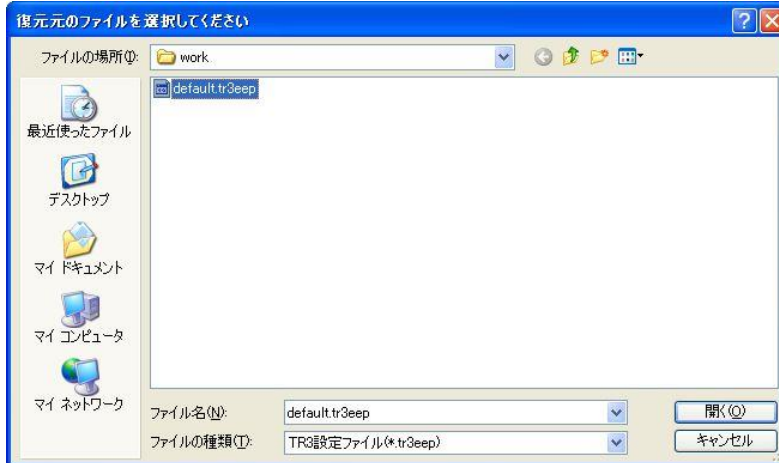 復元元のファイルを選択してください
ファイルの場所(I):
work
default.tr3eep
最近使ったファイル
デスクトップ
マイ ドキュメント
マイ コンピュータ
マイ ネットワーク
ファイル名(N):
default.tr3eep
開く(O)
ファイルの種類(T):
TR3設定ファイル(*.tr3eep)
キャンセル